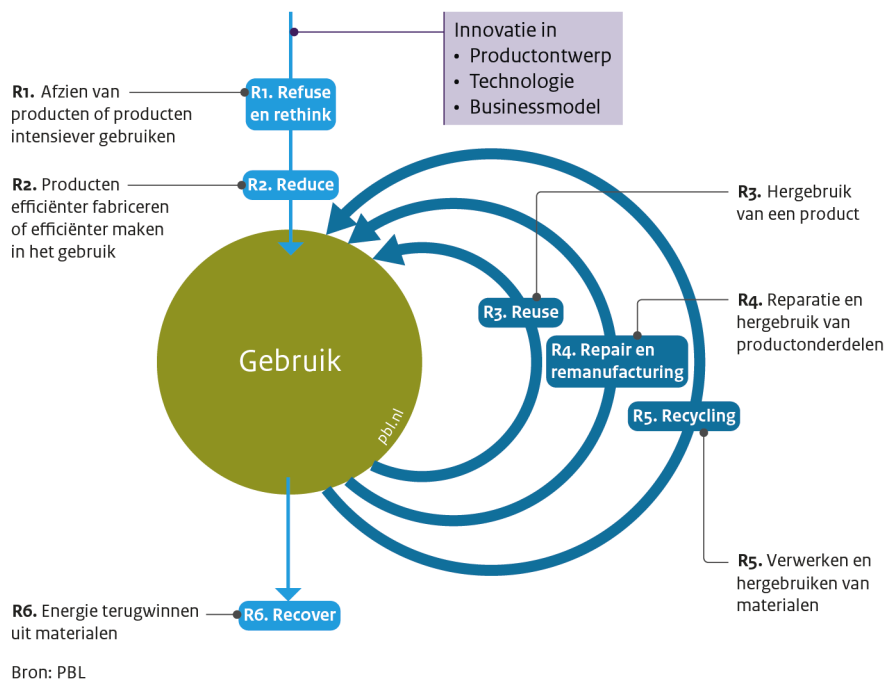 Innovatie in
• Productontwerp
• Technologie
• Businessmodel
R1. Afzien van
producten of producten
intensiever gebruiken
R1. Refuse
en rethink
R2. Producten
efficiënter fabriceren
of efficiënter maken
in het gebruik
R2. Reduce
R3. Hergebruik
van een product
R3. Reuse
R4. Reparatie en
hergebruik van
productonderdelen
R4. Repair en
remanufacturing
Gebruik
pbl.nl
R5. Recycling
R5. Verwerken en
hergebruiken van
materialen
R6. Energie terugwinnen
uit materialen
R6. Recover
Bron: PBL